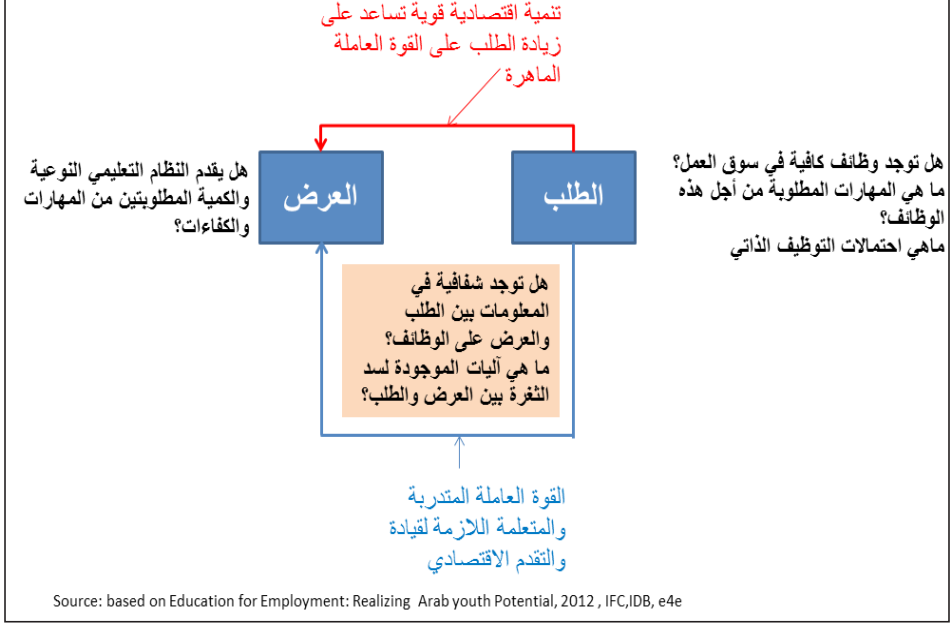 تنمية اقتصادية قوية تساعد على
زيادة الطلب على القوة العاملة
الماهرة
هل توجد وظائف كافية في سوق العمل؟
ما هي المهارات المطلوبة من أجل هذه
الوظائف؟
ماهي احتمالات التوظيف الذاتي
الطلب
العرض
هل يقدم النظام التعليمي النوعية
والكمية المطلوبتين من المهارات
والكفاءات؟
هل توجد شفافية في
المعلومات بين الطلب
والعرض على الوظائف؟
ما هي آليات الموجودة لسد
الثغرة بين العرض والطلب؟
القوة العاملة المتدربة
والمتعلمة اللازمة لقيادة
والتقدم الاقتصادي
Source: based on Education for Employment: Realizing Arab youth Potential, 2012 , IFC,IDB, e4e